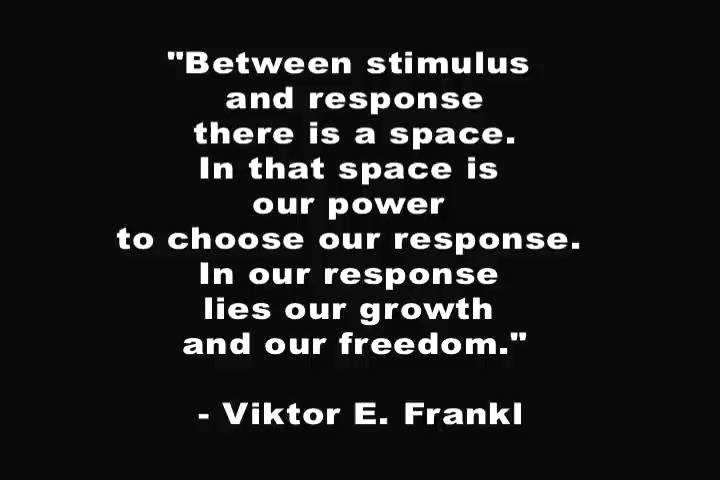 "Between stimulus
and response
there is a space.
In that space is
our power
to choose our response.
In our response
lies our growth
and our freedom."
- Viktor E. Frankl